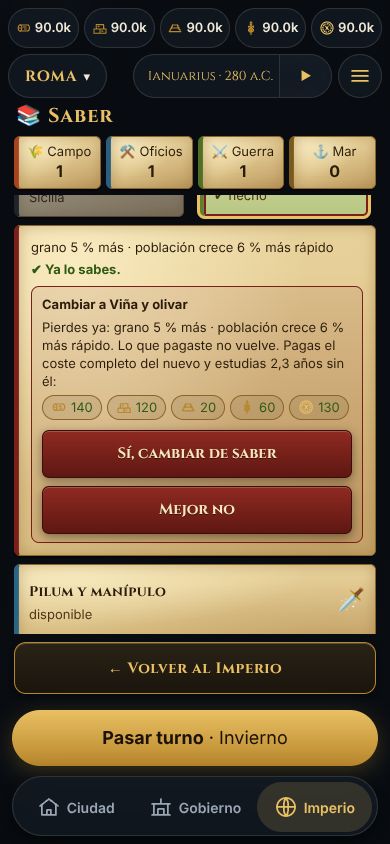 90.0k 90.0k 90.0k 90.0k 90.0k
ROMA ▾ Ianuarius · 280 a.C. ▶
Saber
Campo Oficios Guerra Mar
1 1 1 0
Sicilia ✔ hecho
grano 5 % más · población crece 6 % más rápido
✔ Ya lo sabes.
Cambiar a Viña y olivar
Pierdes ya: grano 5 % más · población crece 6 %
más rápido. Lo que pagaste no vuelve. Pagas el
coste completo del nuevo y estudias 2,3 años sin
él:
140 120 20 60 130
Sí, cambiar de saber
Mejor no
Pilum y manípulo
disponible
← Volver al Imperio
Pasar turno · Invierno
Ciudad Gobierno Imperio